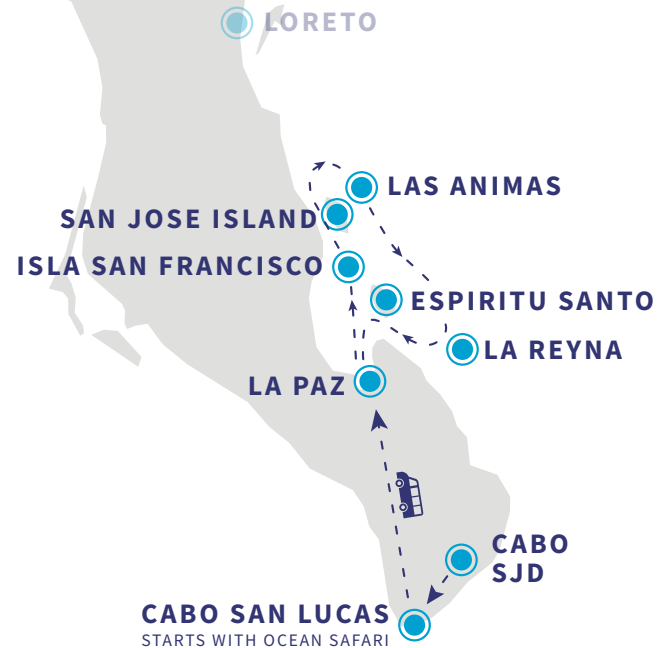 LORETO
LAS ANIMAS
SAN JOSE ISLAND
ISLA SAN FRANCISCO
ESPIRITU SANTO
LA REYNA
LA PAZ
CABO
SJD
CABO SAN LUCAS
STARTS WITH OCEAN SAFARI